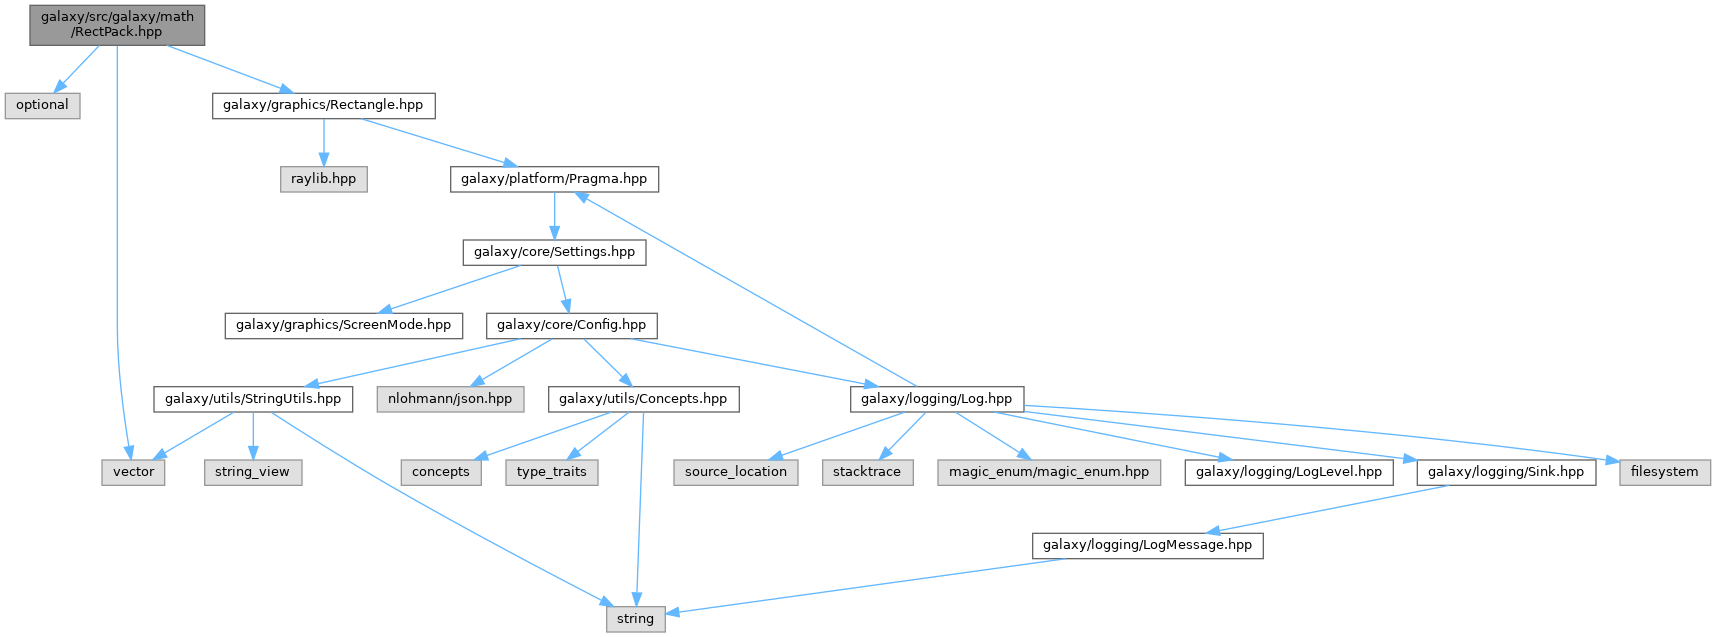 galaxy/src/galaxy/math
/RectPack.hpp
optional
galaxy/graphics/Rectangle.hpp
raylib.hpp
galaxy/platform/Pragma.hpp
galaxy/core/Settings.hpp
galaxy/graphics/ScreenMode.hpp
galaxy/core/Config.hpp
galaxy/utils/StringUtils.hpp
nlohmann/json.hpp
galaxy/utils/Concepts.hpp
galaxy/logging/Log.hpp
vector
string_view
concepts
type_traits
source_location
stacktrace
magic_enum/magic_enum.hpp
galaxy/logging/LogLevel.hpp
galaxy/logging/Sink.hpp
filesystem
galaxy/logging/LogMessage.hpp
string